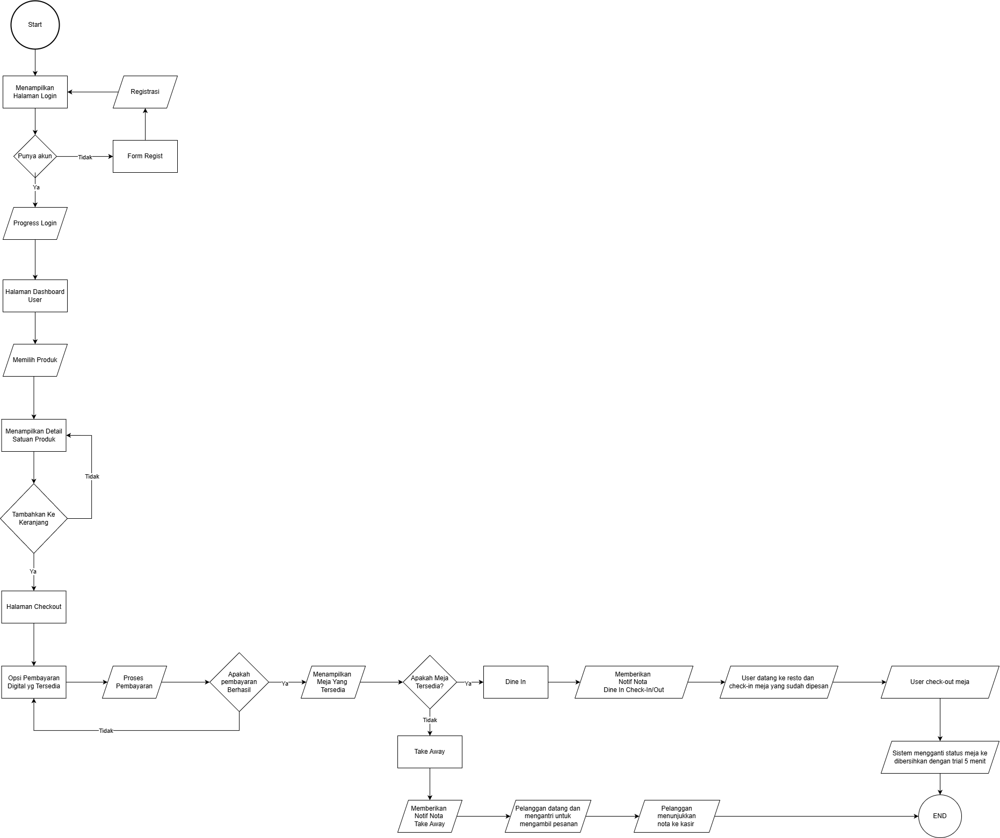 Start
Menampilkan
Halaman Login
Registrasi
Punya akun
Tidak
Form Regist
Ya
Progress Login
Halaman Dashboard
User
Memilih Produk
Menampilkan Detail
Satuan Produk
Tidak
Tambahkan Ke
Keranjang
Ya
Halaman Checkout
Opsi Pembayaran
Digital yg Tersedia
Proses
Pembayaran
Apakah
pembayaran
Berhasil
Ya
Menampilkan
Meja Yang
Tersedia
Apakah Meja
Tersedia?
Ya
Dine In
Memberikan
Notif Nota
Dine In Check-In/Out
User datang ke resto dan
check-in meja yang sudah dipesan
User check-out meja
Tidak
Tidak
Take Away
Sistem mengganti status meja ke
dibersihkan dengan trial 5 menit
Memberikan
Notif Nota
Take Away
Pelanggan datang dan
mengantri untuk
mengambil pesanan
Pelanggan
menunjukkan
nota ke kasir
END